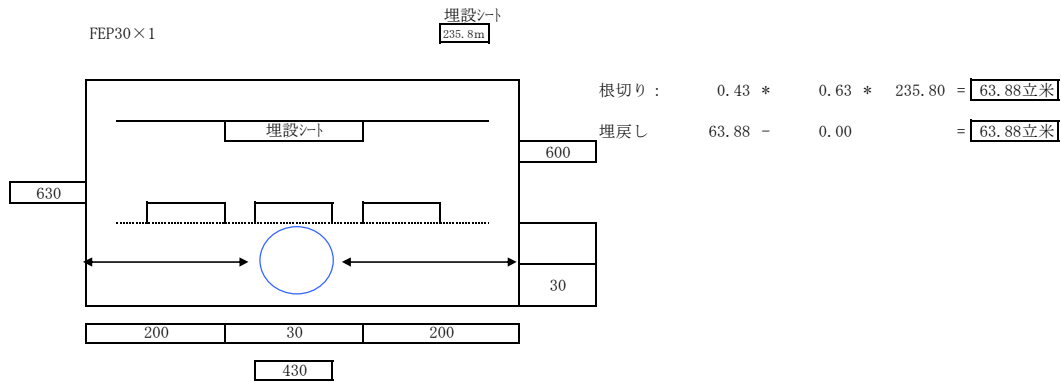 埋設シート
FEP30×1
235.8m
根切り： 0.43 * 0.63 * 235.80 = 63.88立米
埋設シート
埋戻し 63.88 - 0.00 = 63.88立米
600
630
30
200 30 200
430